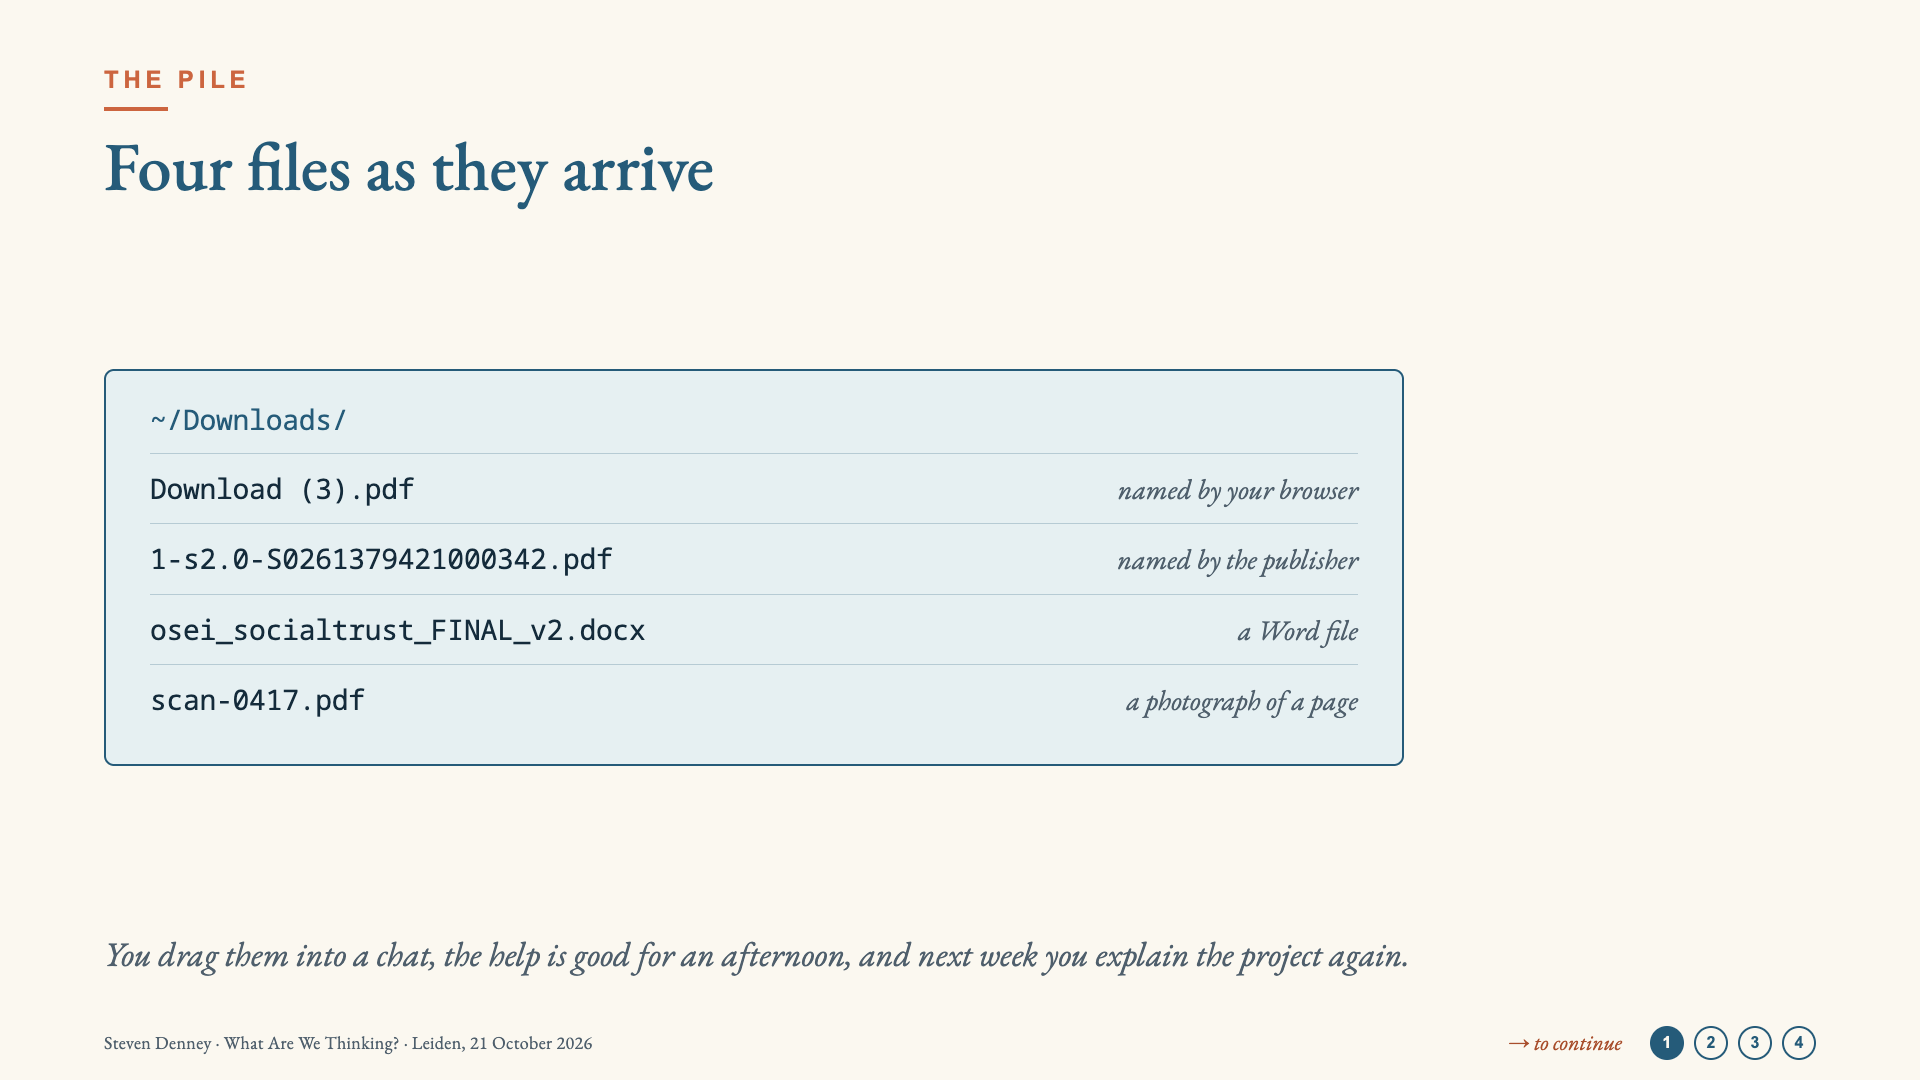 THE PILE
Four files as they arrive
~/Downloads/
Download (3).pdf named by your browser
1-s2.0-S0261379421000342.pdf named by the publisher
osei_socialtrust_FINAL_v2.docx a Word file
scan-0417.pdf a photograph of a page
You drag them into a chat, the help is good for an afternoon, and next week you explain the project again.
Steven Denney · What Are We Thinking? · Leiden, 21 October 2026 → to continue 1 2 3 4